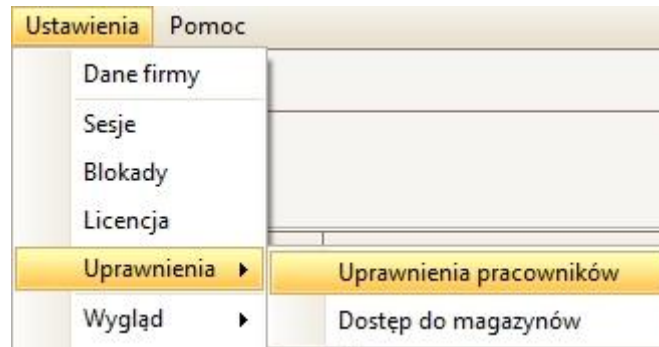 Ustawienia Pomoc
Dane firmy
Sesje
Blokady
Licencja
Uprawnienia Uprawnienia pracowników
Wygląd Dostęp do magazynów